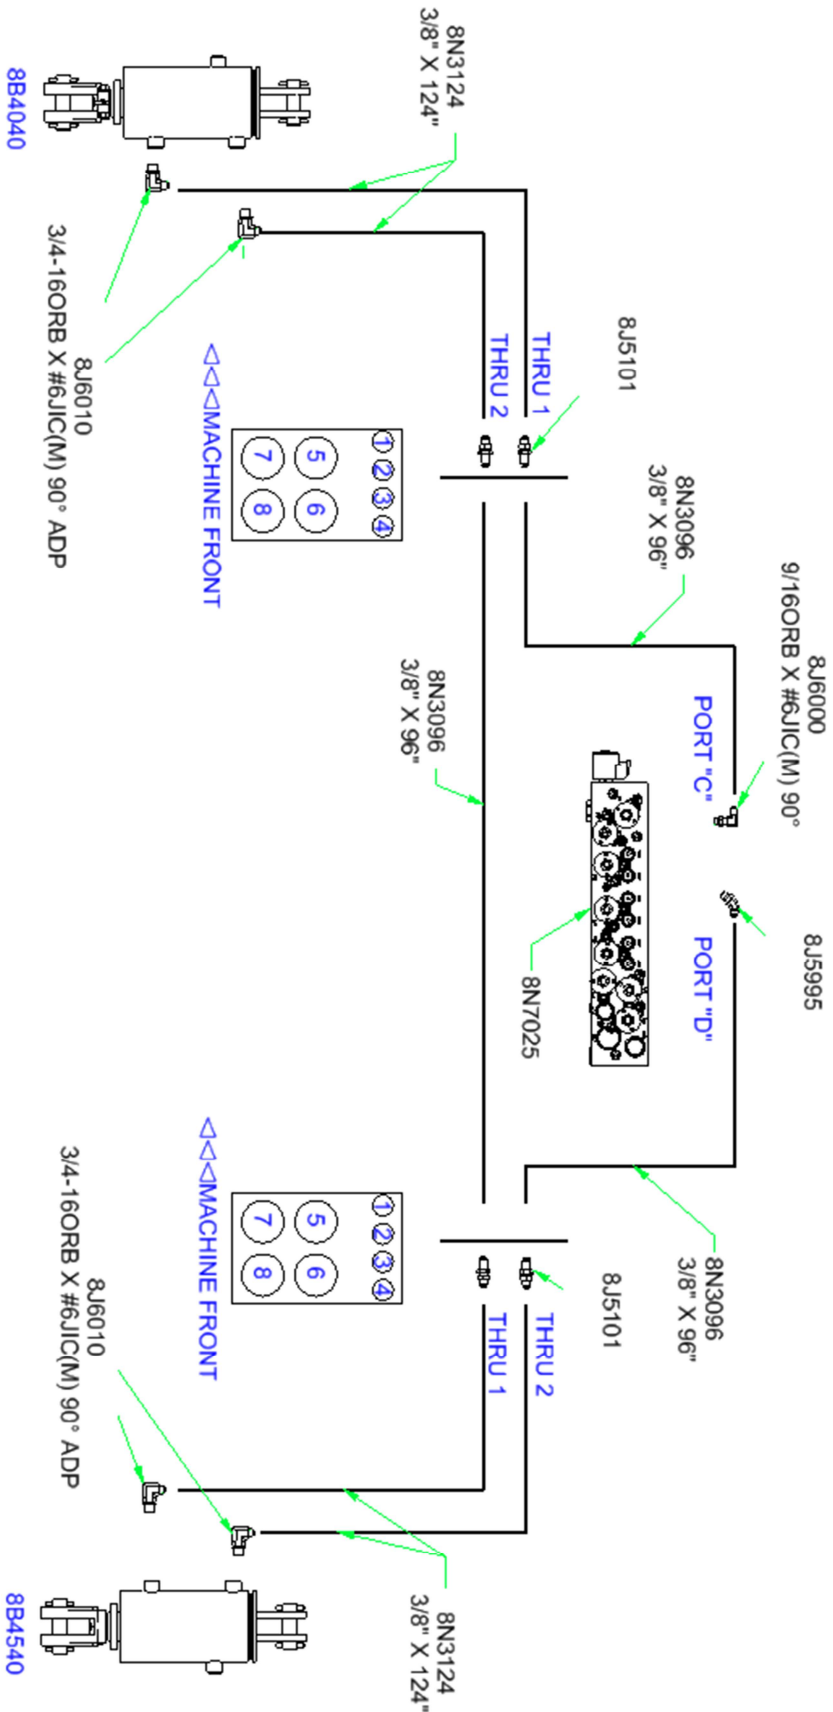 8N3124
3/8" X 124"
8B4040
8J6010
3/4-16ORB X #6JIC(M) 90° ADP
THRU 1
THRU 2
8J5101
<<<MACHINE FRONT
1 2 3 4
5 6
7 8
8N3096
3/8" X 96"
8J6000
9/16ORB X #6JIC(M) 90°
PORT "C"
8N3096
3/8" X 96"
8N7025
8J5995
PORT "D"
8N3096
3/8" X 96"
8J5101
THRU 2
THRU 1
<<<MACHINE FRONT
1 2 3 4
5 6
7 8
8J6010
3/4-16ORB X #6JIC(M) 90° ADP
8N3124
3/8" X 124"
8B4540